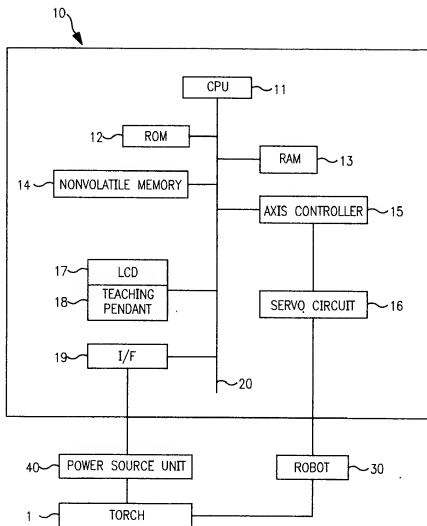 10
CPU
11
12
ROM
RAM
13
14
NONVOLATILE MEMORY
AXIS CONTROLLER
15
17
LCD
18
TEACHING
PENDANT
SERVO CIRCUIT
16
19
I/F
20
40
POWER SOURCE UNIT
ROBOT
30
1
TORCH